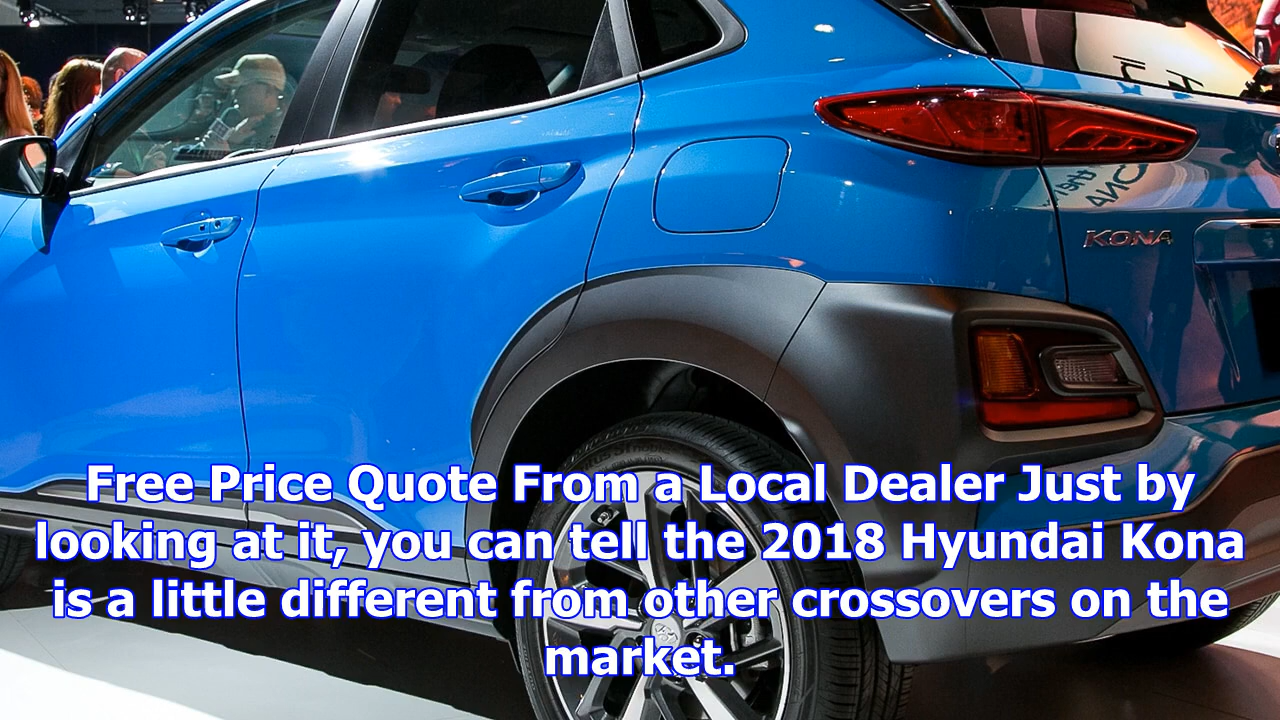 KONA
Free Price Quote From a Local Dealer Just by
looking at it, you can tell the 2018 Hyundai Kona
is a little different from other crossovers on the
market.